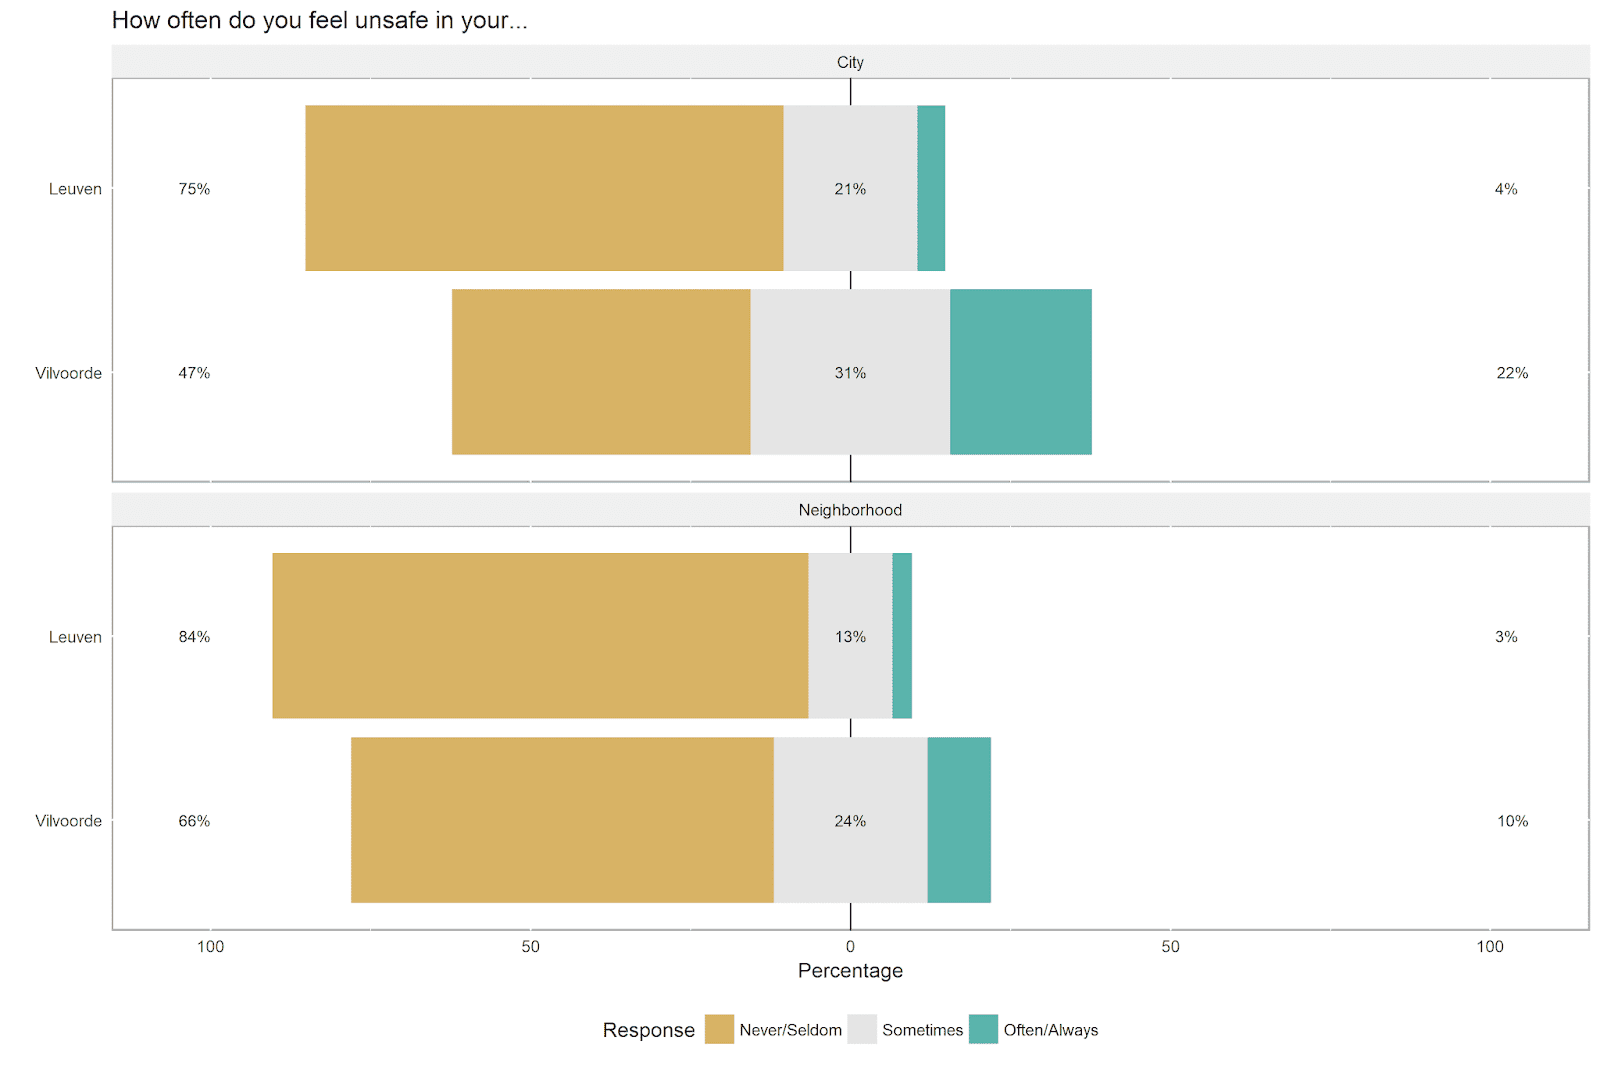 How often do you feel unsafe in your...
City
Leuven 75% 21% 4%
Vilvoorde 47% 31% 22%
Neighborhood
Leuven 84% 13% 3%
Vilvoorde 66% 24% 10%
100 50 0 50 100
Percentage
Response Never/Seldom Sometimes Often/Always